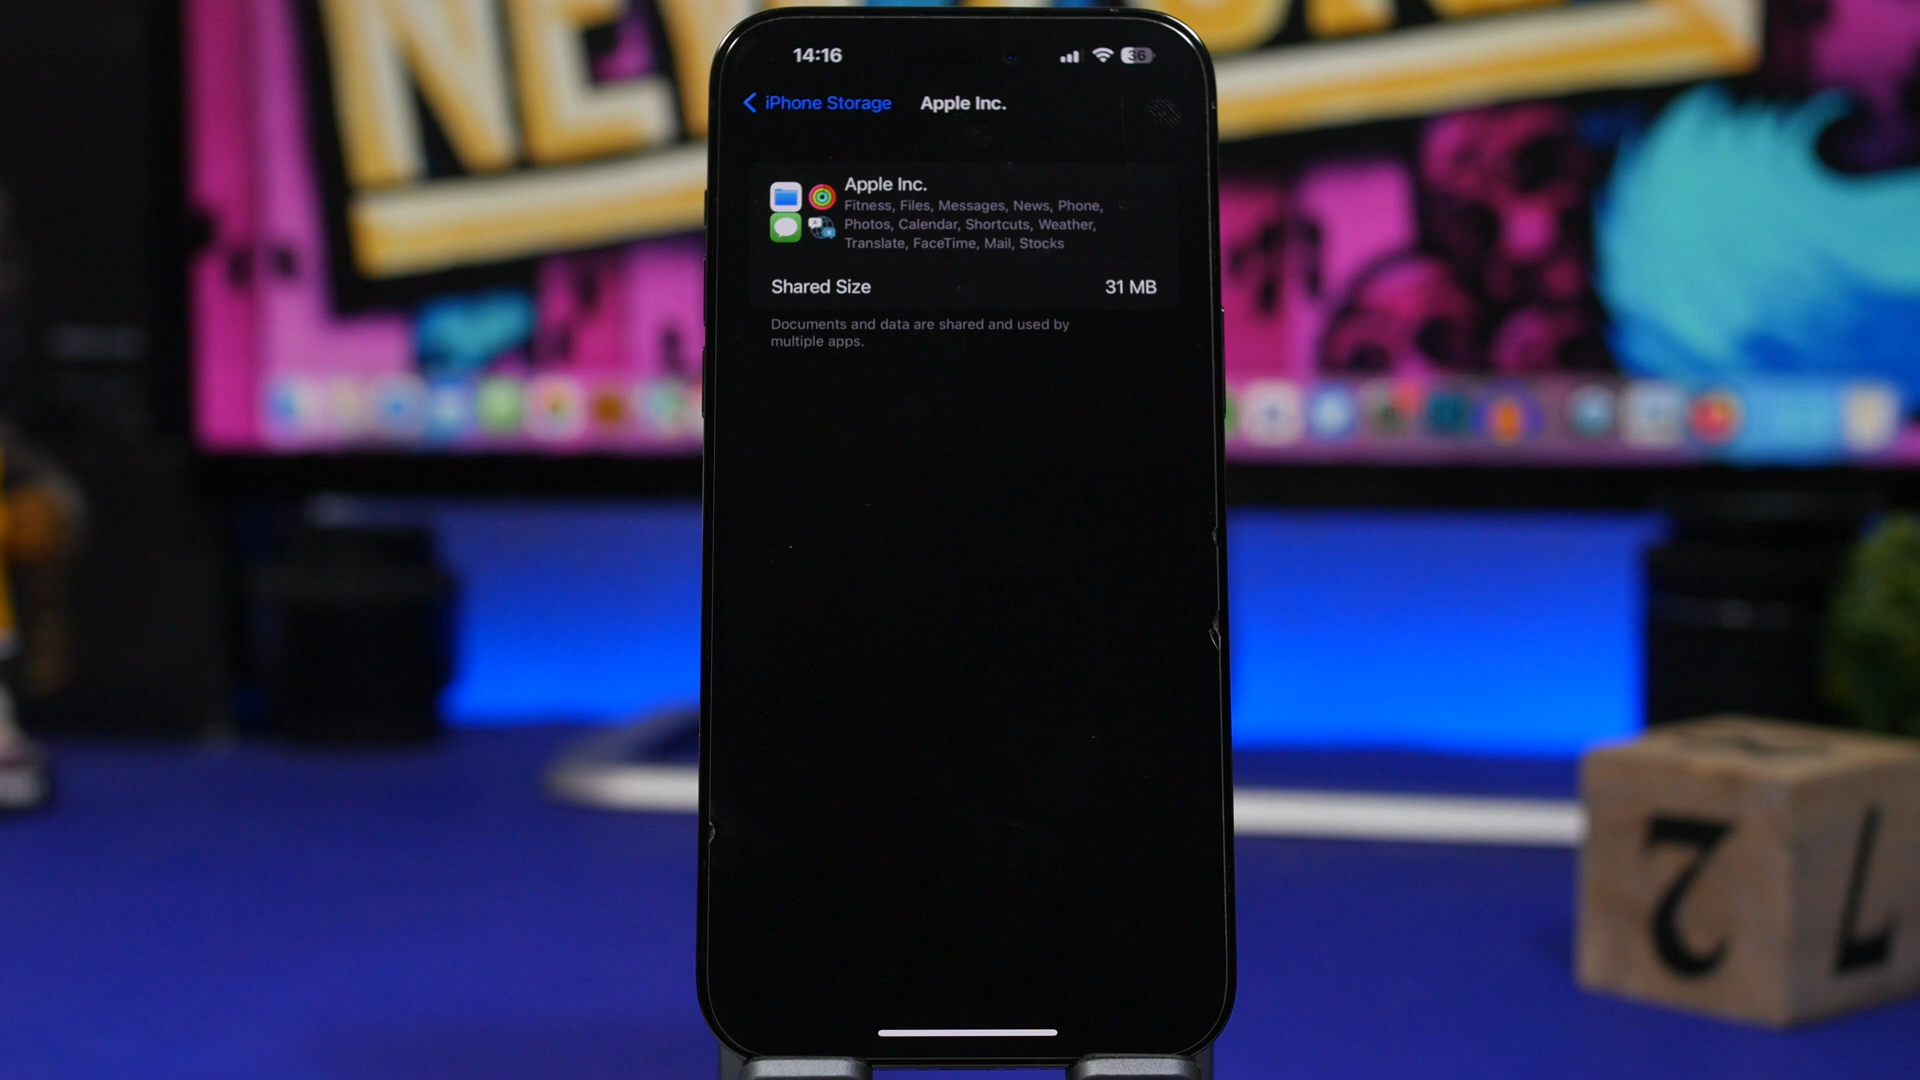 14:16
36
iPhone Storage
Apple Inc.
Apple Inc.
Fitness, Files, Messages, News, Phone,
Photos, Calendar, Shortcuts, Weather,
Translate, FaceTime, Mail, Stocks
Shared Size
31 MB
Documents and data are shared and used by
multiple apps.
2